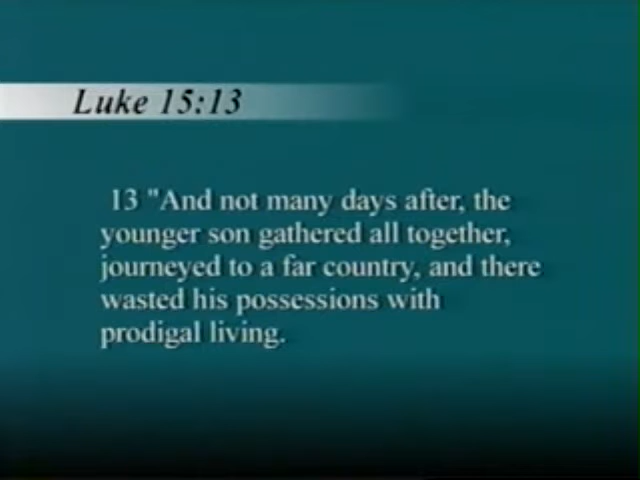 Luke 15:13
13 "And not many days after, the
younger son gathered all together,
journeyed to a far country, and there
wasted his possessions with
prodigal living.